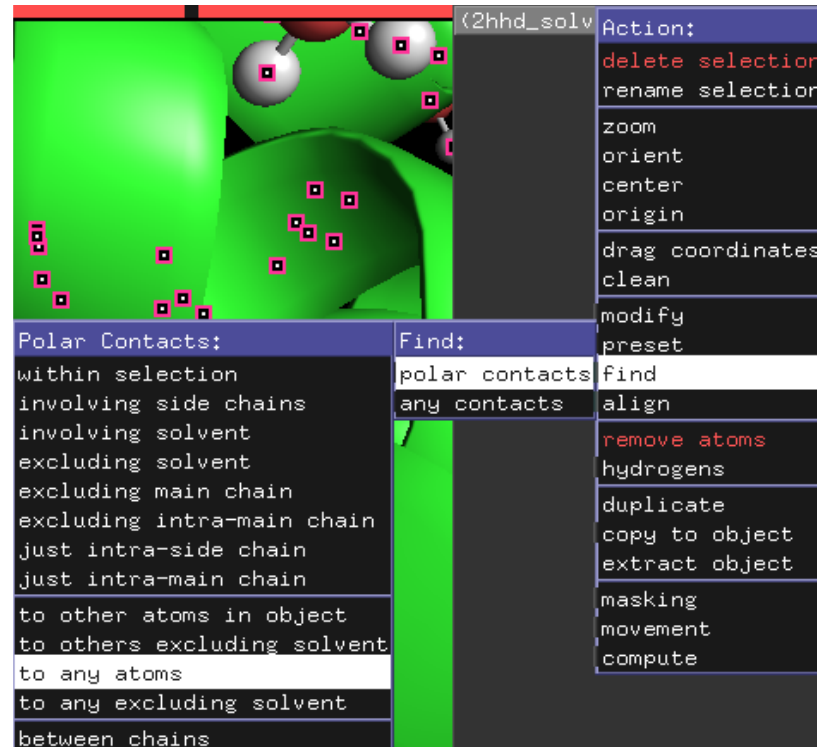 (2hhd_solv
Action:
delete selection
rename selection
zoom
orient
center
origin
drag coordinates
clean
modify
preset
find
align
remove atoms
hydrogens
duplicate
copy to object
extract object
masking
movement
compute
Find:
polar contacts
any contacts
Polar Contacts:
within selection
involving side chains
involving solvent
excluding solvent
excluding main chain
excluding intra-main chain
just intra-side chain
just intra-main chain
to other atoms in object
to others excluding solvent
to any atoms
to any excluding solvent
between chains